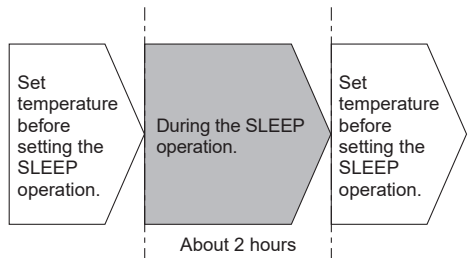 Set
temperature
before
setting the
SLEEP
operation.
During the SLEEP
operation.
Set
temperature
before
setting the
SLEEP
operation.
About 2 hours